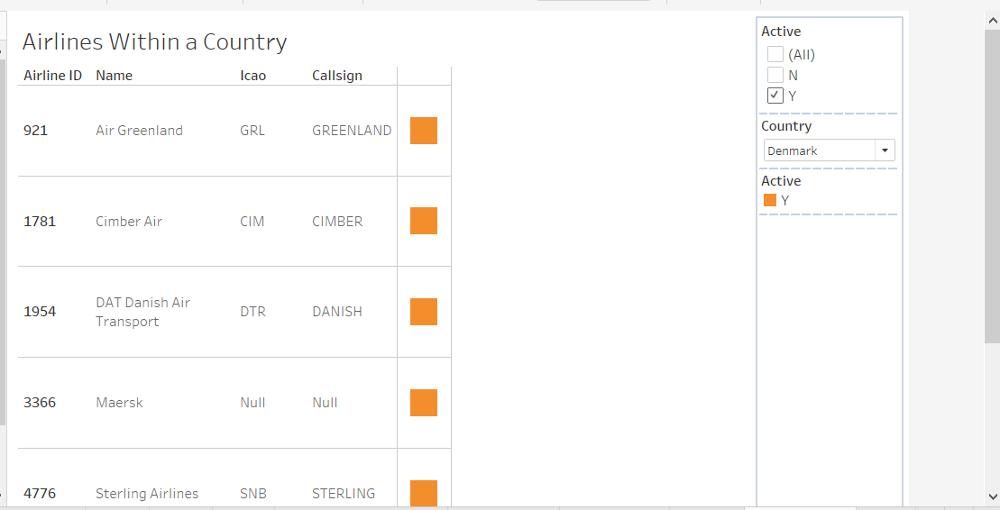 Airlines Within a Country
Airline ID Name Icao Callsign
921 Air Greenland GRL GREENLAND
1781 Cimber Air CIM CIMBER
1954 DAT Danish Air Transport DTR DANISH
3366 Maersk Null Null
4776 Sterling Airlines SNB STERLING
Active
(All)
N
Y
Country
Denmark
Active
Y